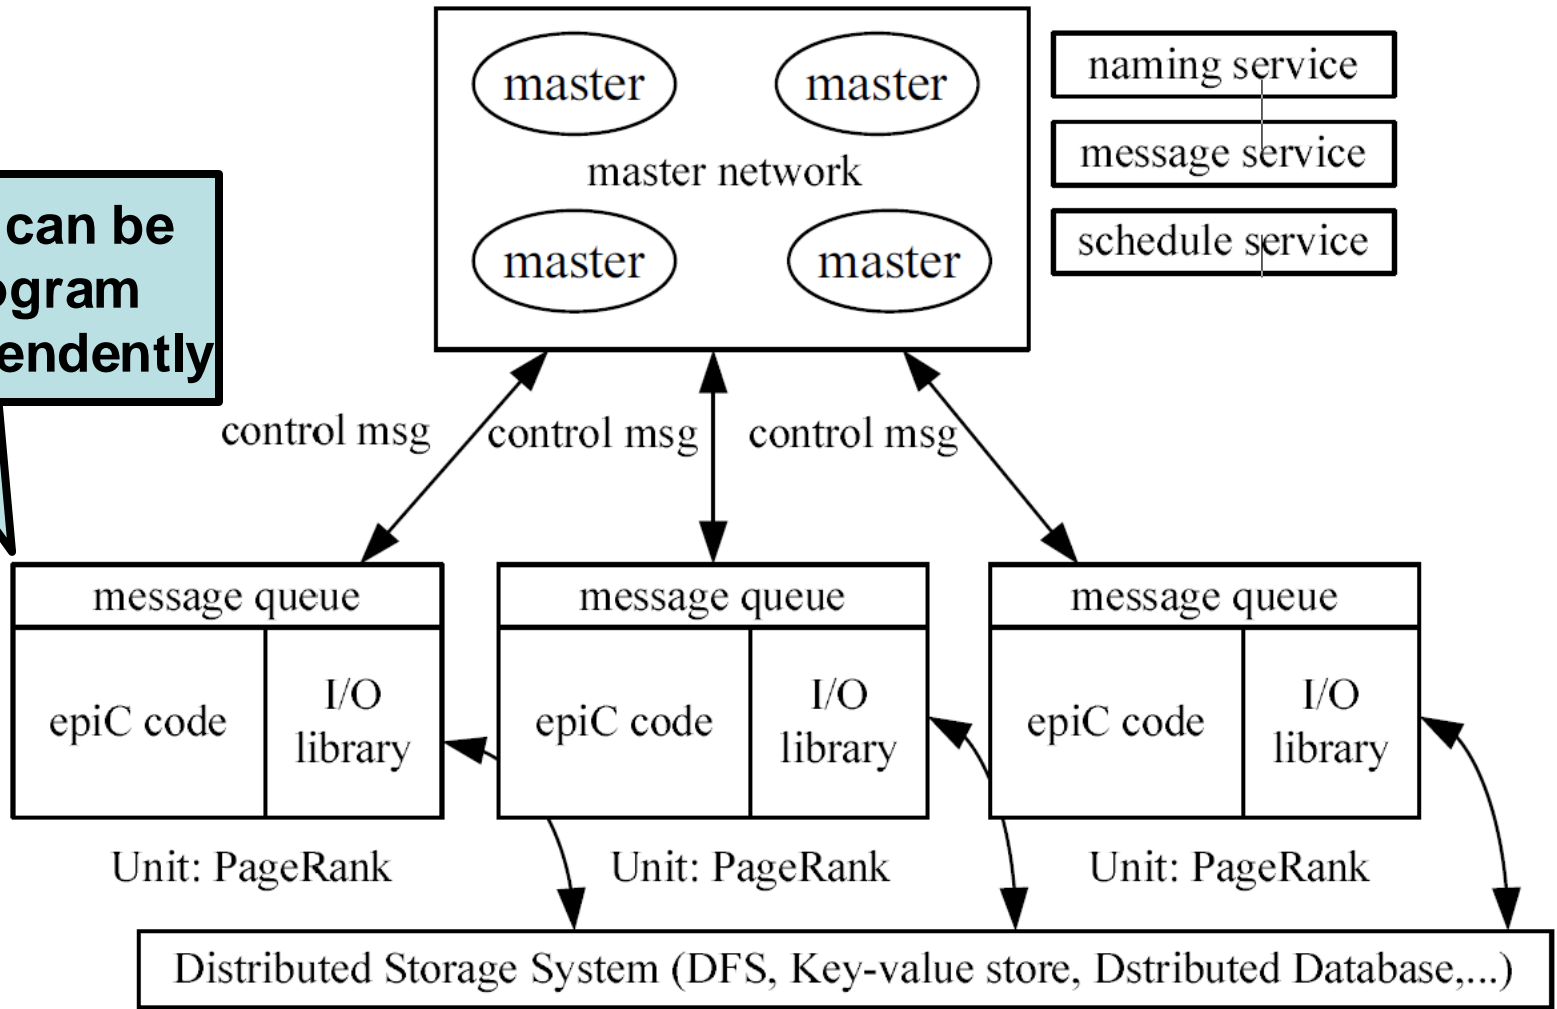 master
master
naming service
master network
message service
master
master
schedule service
can be
ogram
endently
control msg
control msg
control msg
message queue
message queue
message queue
epiC code
I/O
library
epiC code
I/O
library
epiC code
I/O
library
Unit: PageRank
Unit: PageRank
Unit: PageRank
Distributed Storage System (DFS, Key-value store, Dstributed Database,...)